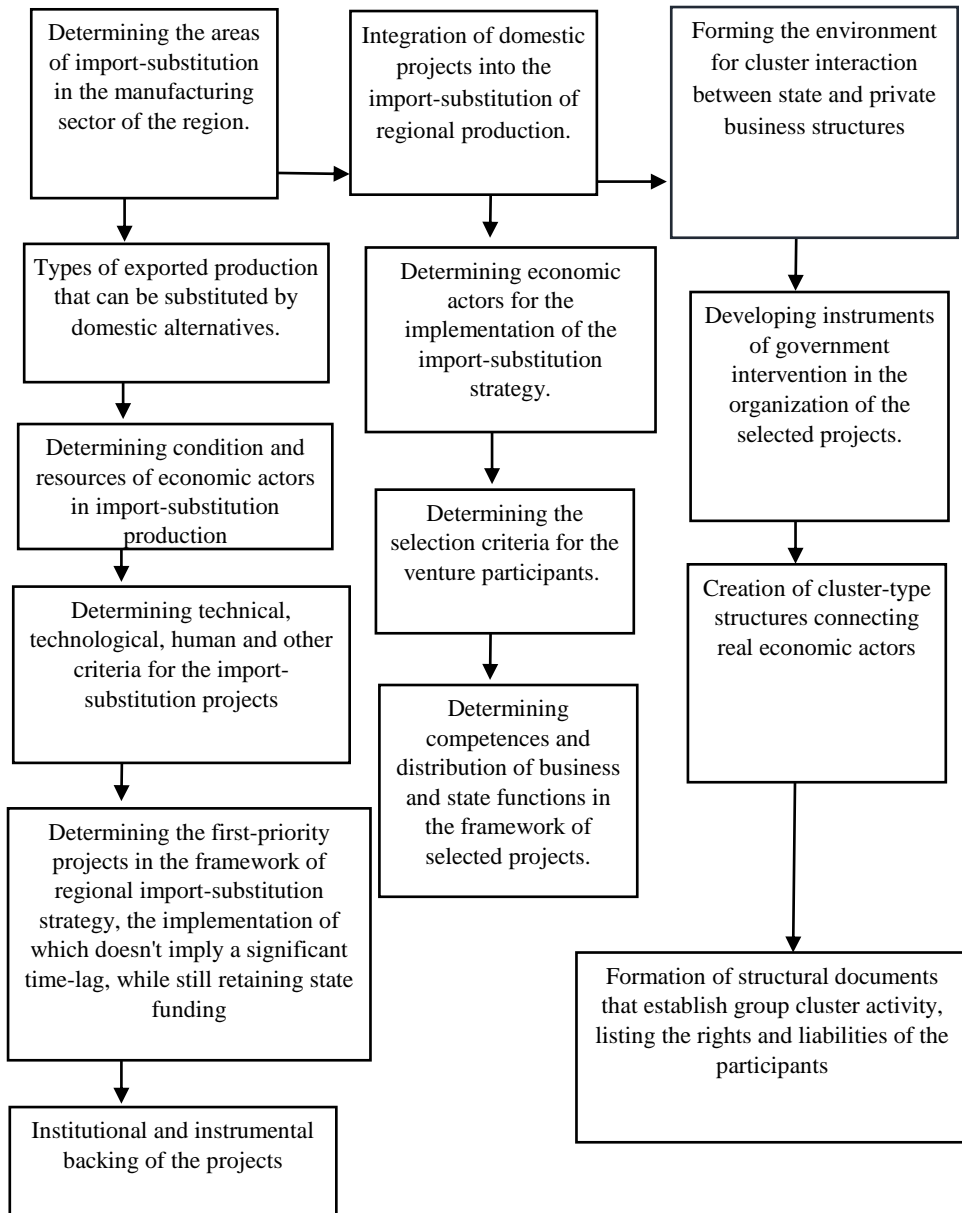 Determining the areas
of import-substitution
in the manufacturing
sector of the region.
Types of exported production
that can be substituted by
domestic alternatives.
Determining condition and
resources of economic actors
in import-substitution
production
Determining technical,
technological, human and other
criteria for the import-
substitution projects
Determining the first-priority
projects in the framework of
regional import-substitution
strategy, the implementation of
which doesn't imply a significant
time-lag, while still retaining state
funding
Institutional and instrumental
backing of the projects
Integration of domestic
projects into the
import-substitution of
regional production.
Determining economic
actors for the
implementation of the
import-substitution
strategy.
Determining the
selection criteria for the
venture participants.
Determining
competences and
distribution of business
and state functions in
the framework of
selected projects.
Forming the environment
for cluster interaction
between state and private
business structures
Developing instruments
of government
intervention in the
organization of the
selected projects.
Creation of cluster-type
structures connecting
real economic actors
Formation of structural documents
that establish group cluster activity,
listing the rights and liabilities of the
participants